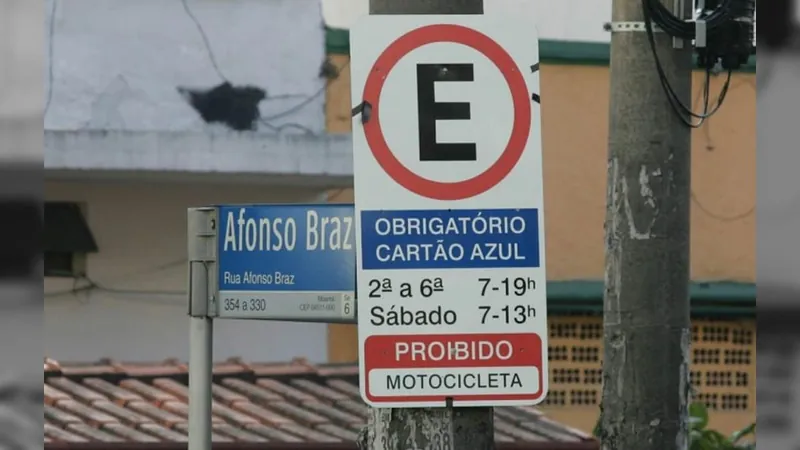 E
OBRIGATÓRIO
CARTÃO AZUL
2ª a 6ª 7-19h
Sábado 7-13h
PROIBIDO
MOTOCICLETA
Afonso Braz
Rua Afonso Braz
354 a 330
6